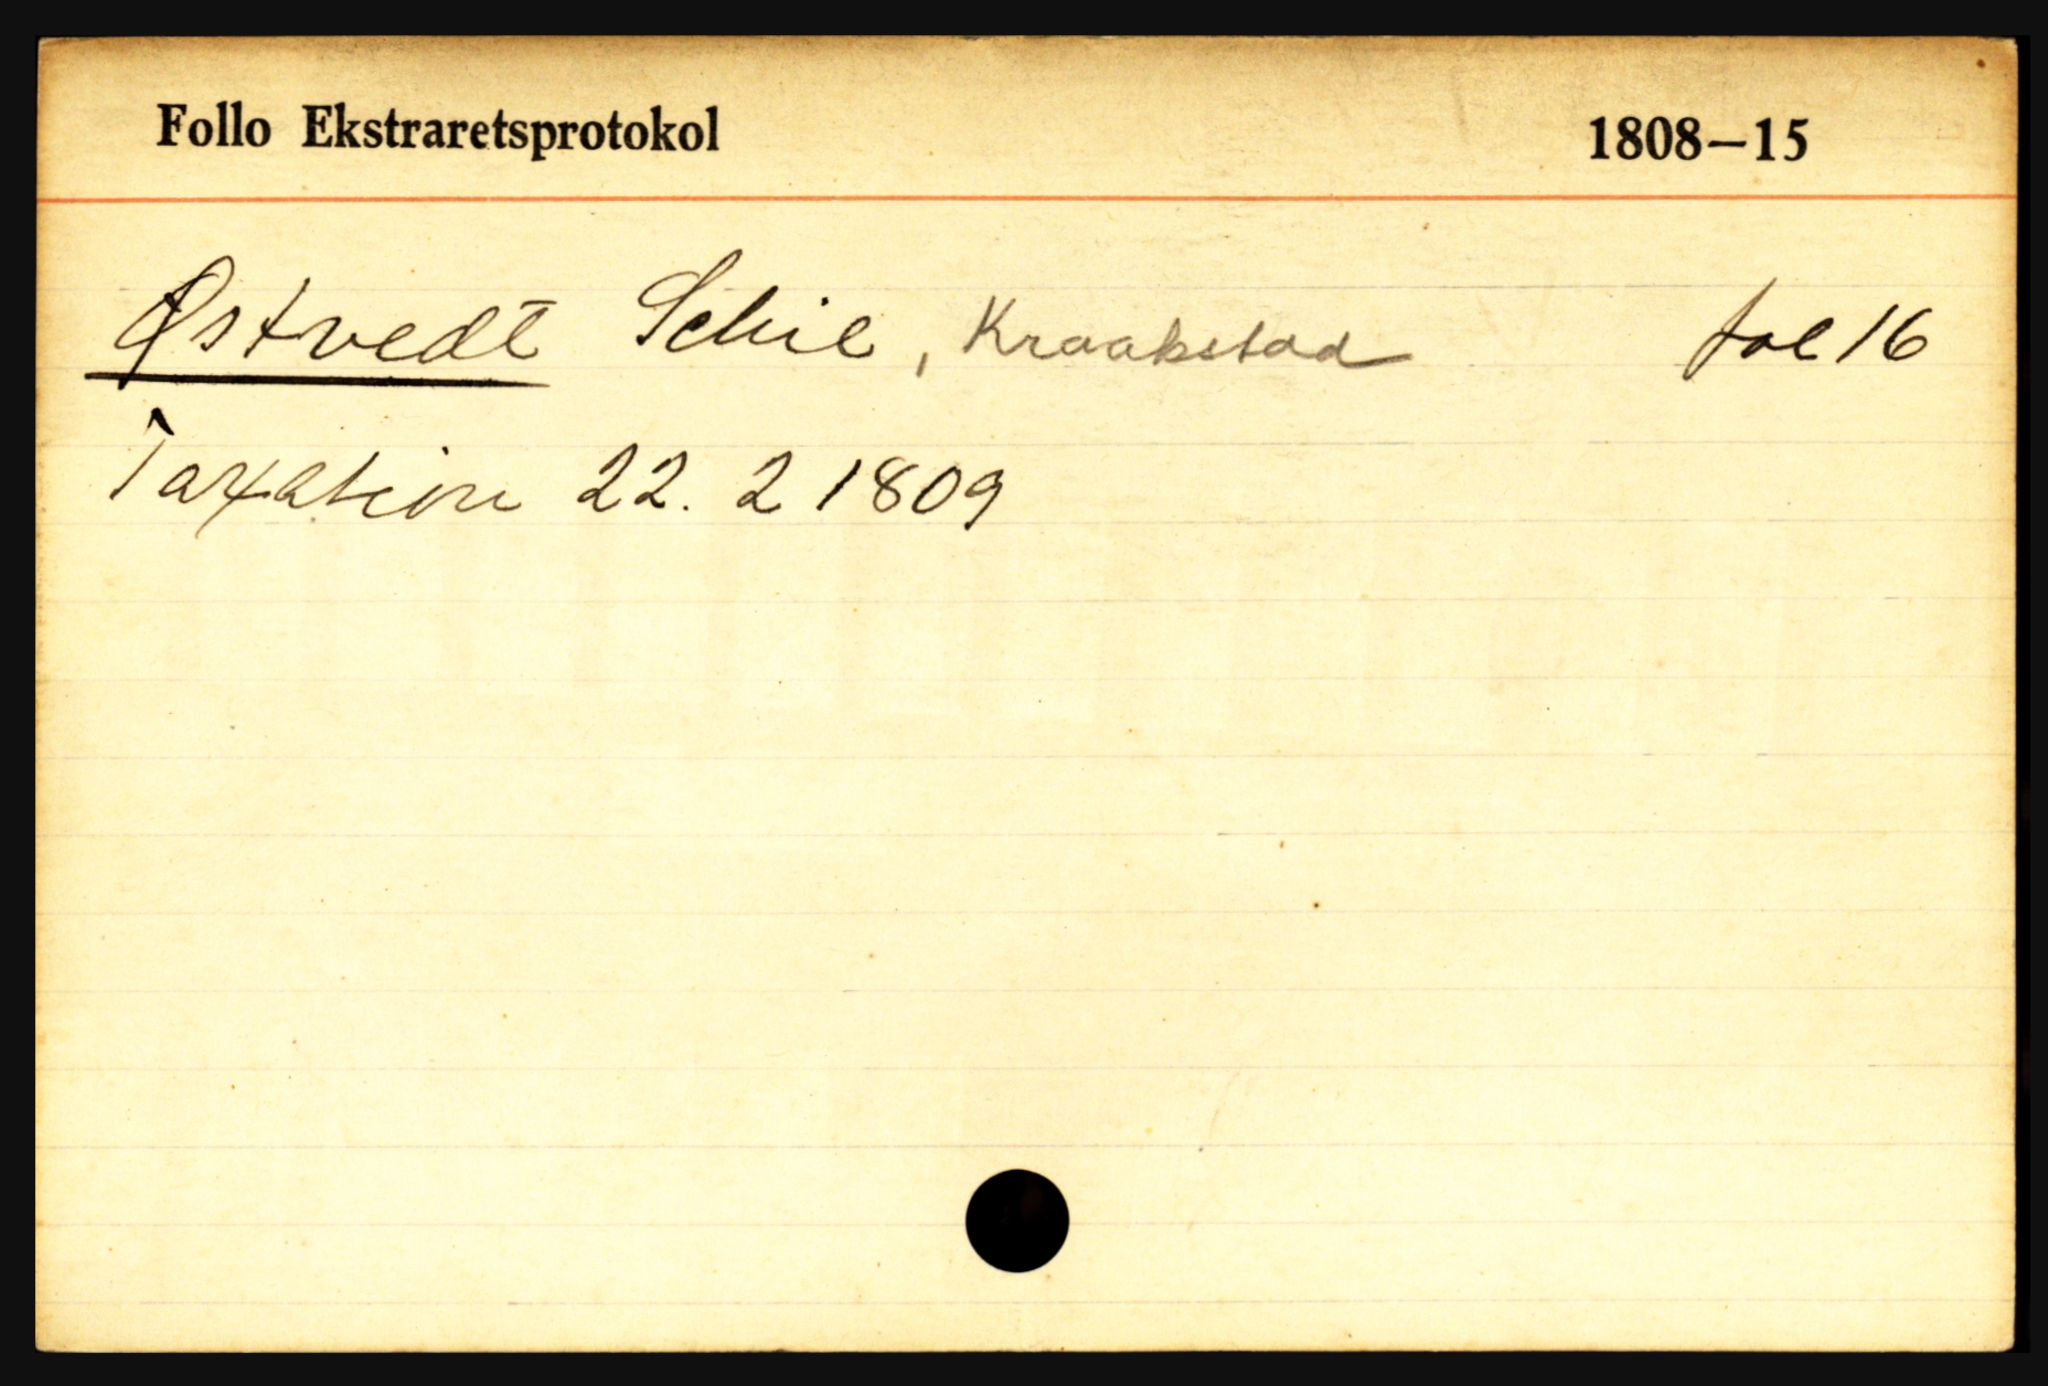 Follo Ekstraretsprotokol 1808–15
Østvedt Schie, Kraakstad fol 16
Taxation 22. 2 1809